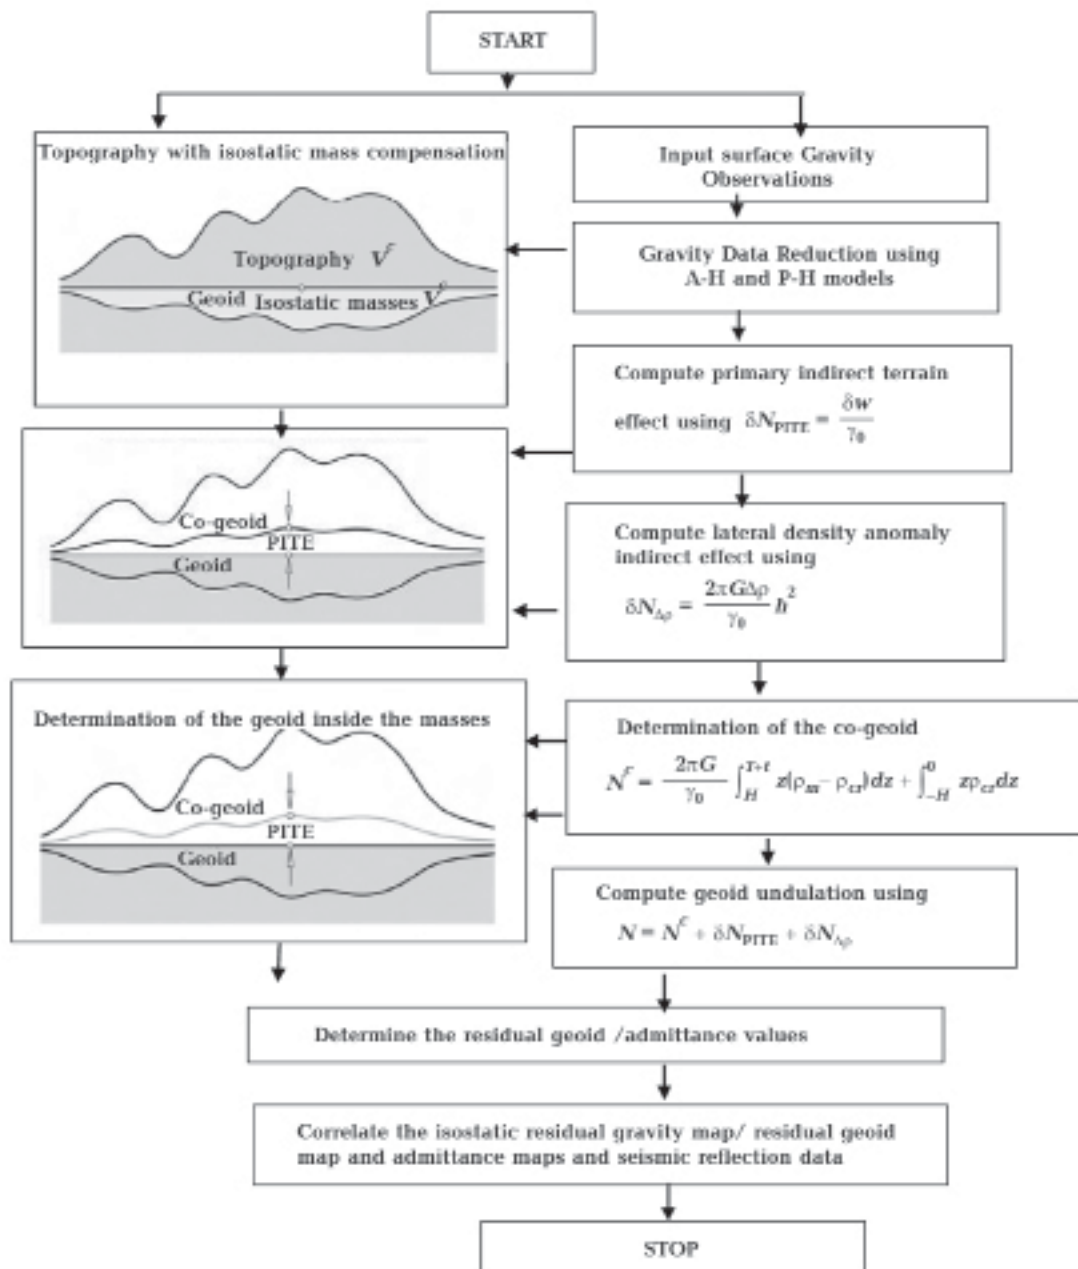 START
Topography with isostatic mass compensation
Topography V^t
Geoid Isostatic masses V^c
Input surface Gravity
Observations
Gravity Data Reduction using
A-H and P-H models
Compute primary indirect terrain
effect using δN_PITE = δw / γ₀
Co-geoid
PITE
Geoid
Compute lateral density anomaly
indirect effect using
δN_Δρ = 2πGΔρ / γ₀ h²
Determination of the geoid inside the masses
Co-geoid
PITE
Geoid
Determination of the co-geoid
Compute geoid undulation using
N = N^c + δN_PITE + δN_Δρ
Determine the residual geoid /admittance values
Correlate the isostatic residual gravity map/ residual geoid
map and admittance maps and seismic reflection data
STOP